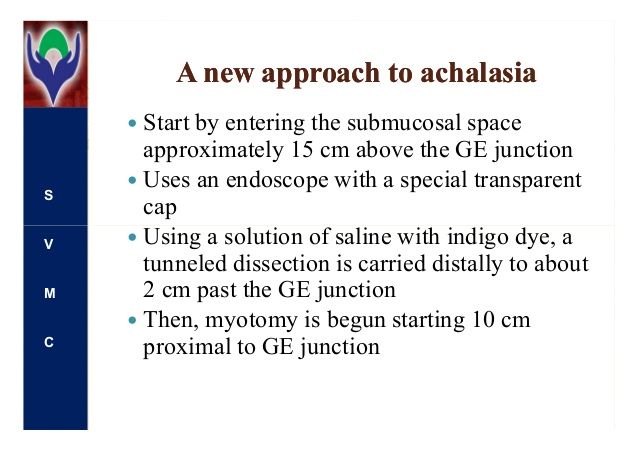 A new approach to achalasia
• Start by entering the submucosal space
approximately 15 cm above the GE junction
• Uses an endoscope with a special transparent
cap
• Using a solution of saline with indigo dye, a
tunneled dissection is carried distally to about
2 cm past the GE junction
• Then, myotomy is begun starting 10 cm
proximal to GE junction
S
V
M
C